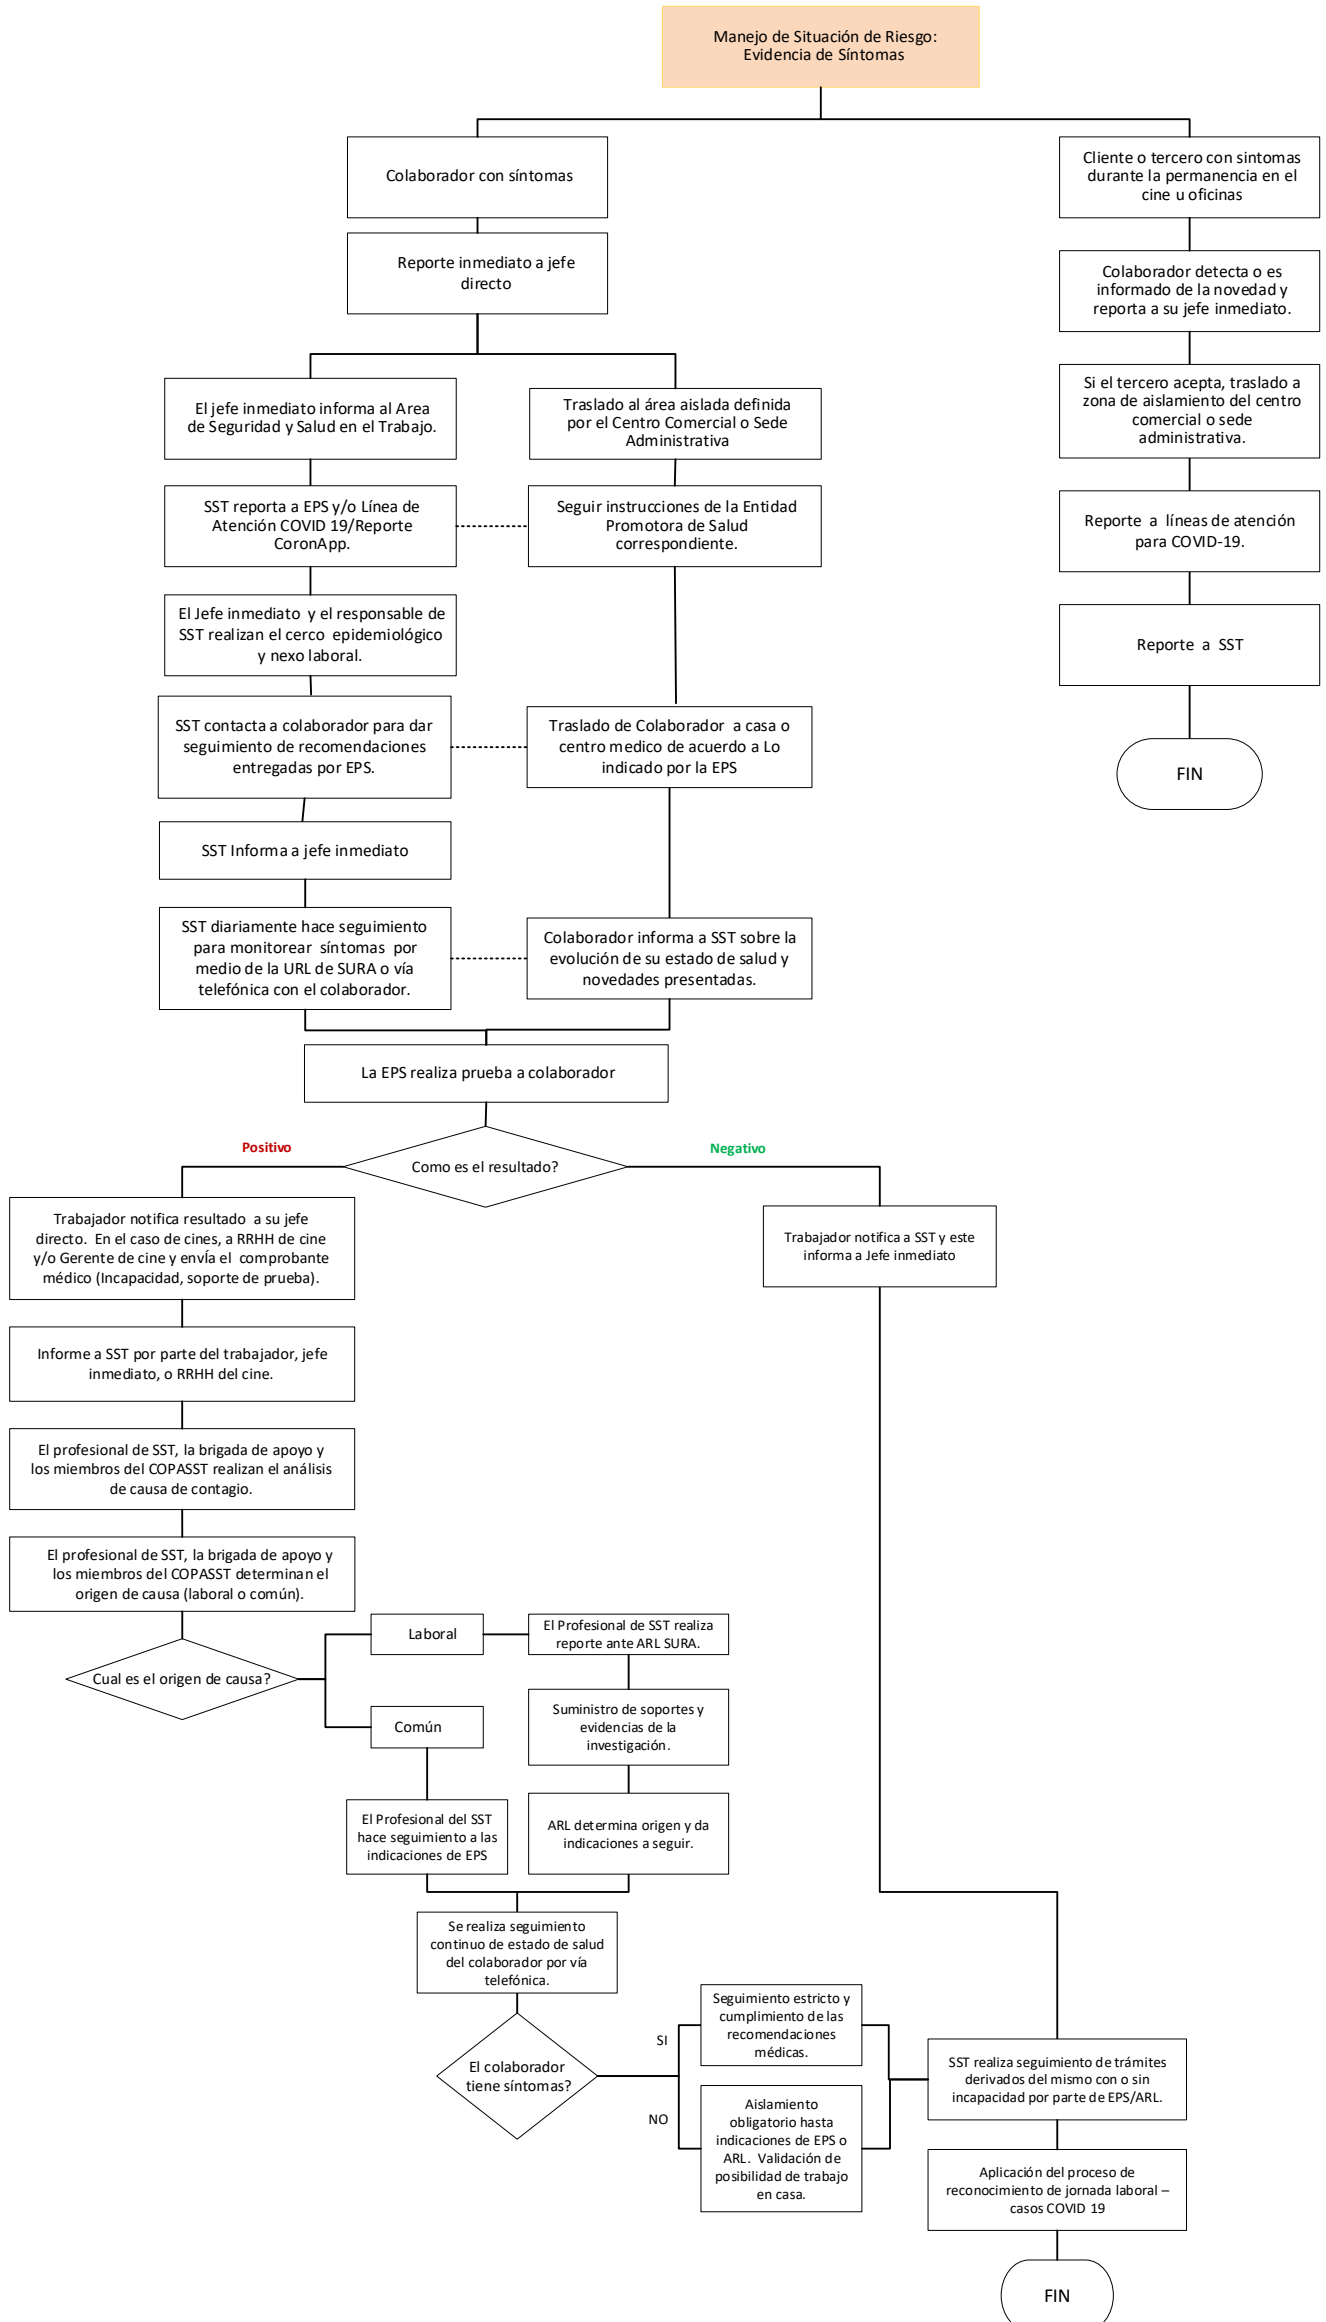 Manejo de Situación de Riesgo:
Evidencia de Síntomas
Colaborador con síntomas
Reporte inmediato a jefe
directo
Cliente o tercero con sintomas
durante la permanencia en el
cine u oficinas
Colaborador detecta o es
informado de la novedad y
reporta a su jefe inmediato.
Si el tercero acepta, traslado a
zona de aislamiento del centro
comercial o sede
administrativa.
Reporte a líneas de atención
para COVID-19.
Reporte a SST
FIN
El jefe inmediato informa al Area
de Seguridad y Salud en el Trabajo.
Traslado al área aislada definida
por el Centro Comercial o Sede
Administrativa
SST reporta a EPS y/o Línea de
Atención COVID 19/Reporte
CoronApp.
Seguir instrucciones de la Entidad
Promotora de Salud
correspondiente.
El Jefe inmediato y el responsable de
SST realizan el cerco epidemiológico
y nexo laboral.
SST contacta a colaborador para dar
seguimiento de recomendaciones
entregadas por EPS.
Traslado de Colaborador a casa o
centro medico de acuerdo a Lo
indicado por la EPS
SST Informa a jefe inmediato
SST diariamente hace seguimiento
para monitorear síntomas por
medio de la URL de SURA o vía
telefónica con el colaborador.
Colaborador informa a SST sobre la
evolución de su estado de salud y
novedades presentadas.
La EPS realiza prueba a colaborador
Como es el resultado?
Positivo
Negativo
Trabajador notifica resultado a su jefe
directo. En el caso de cines, a RRHH de cine
y/o Gerente de cine y envÍa el comprobante
médico (Incapacidad, soporte de prueba).
Trabajador notifica a SST y este
informa a Jefe inmediato
Informe a SST por parte del trabajador, jefe
inmediato, o RRHH del cine.
El profesional de SST, la brigada de apoyo y
los miembros del COPASST realizan el análisis
de causa de contagio.
El profesional de SST, la brigada de apoyo y
los miembros del COPASST determinan el
origen de causa (laboral o común).
Cual es el origen de causa?
Laboral
El Profesional de SST realiza
reporte ante ARL SURA.
Común
Suministro de soportes y
evidencias de la
investigación.
El Profesional del SST
hace seguimiento a las
indicaciones de EPS
ARL determina origen y da
indicaciones a seguir.
Se realiza seguimiento
continuo de estado de salud
del colaborador por vía
telefónica.
El colaborador
tiene síntomas?
SI
Seguimiento estricto y
cumplimiento de las
recomendaciones
médicas.
NO
Aislamiento
obligatorio hasta
indicaciones de EPS o
ARL. Validación de
posibilidad de trabajo
en casa.
SST realiza seguimiento de trámites
derivados del mismo con o sin
incapacidad por parte de EPS/ARL.
Aplicación del proceso de
reconocimiento de jornada laboral –
casos COVID 19
FIN